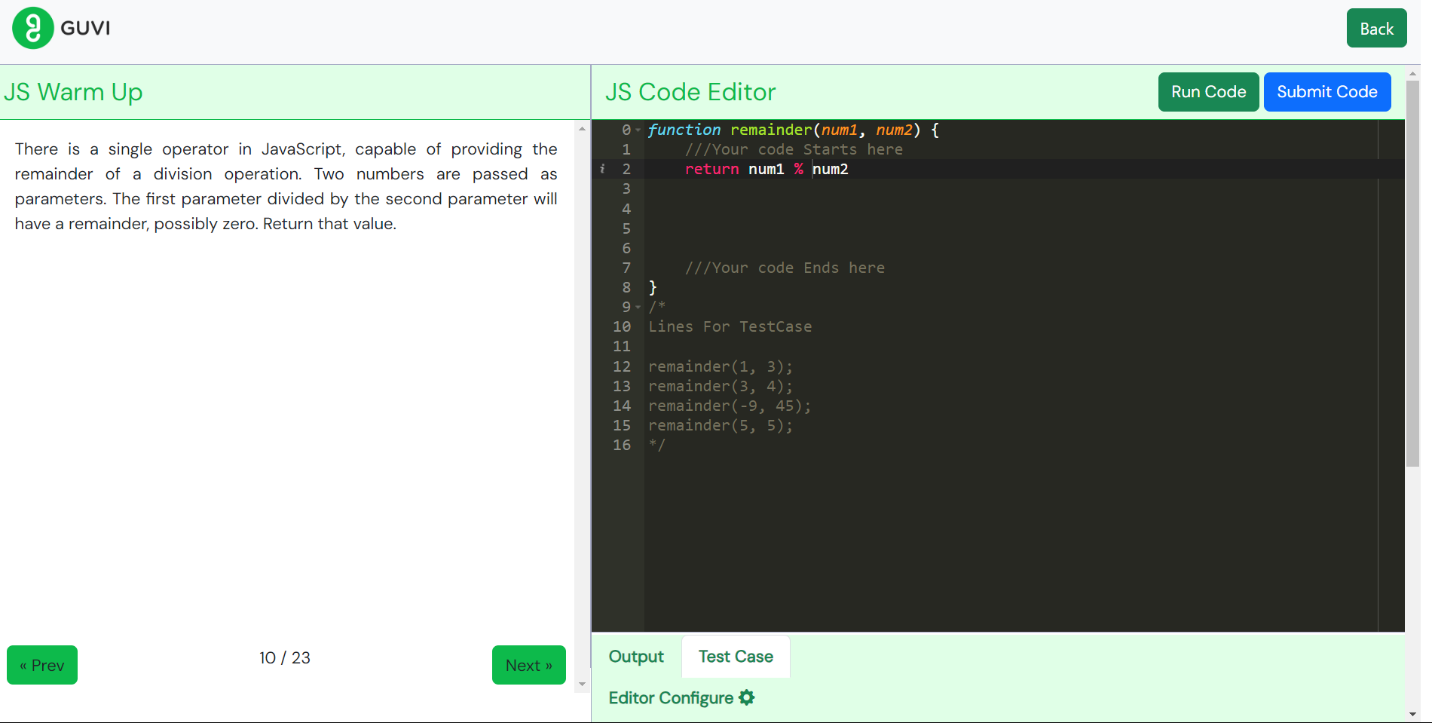 GUVI
Back
JS Warm Up
There is a single operator in JavaScript, capable of providing the
remainder of a division operation. Two numbers are passed as
parameters. The first parameter divided by the second parameter will
have a remainder, possibly zero. Return that value.
« Prev
10 / 23
Next »
JS Code Editor
Run Code
Submit Code
0 function remainder(num1, num2) {
1 ///Your code Starts here
i 2 return num1 % num2
3
4
5
6
7 ///Your code Ends here
8 }
9 /*
10 Lines For TestCase
11
12 remainder(1, 3);
13 remainder(3, 4);
14 remainder(-9, 45);
15 remainder(5, 5);
16 */
Output
Test Case
Editor Configure